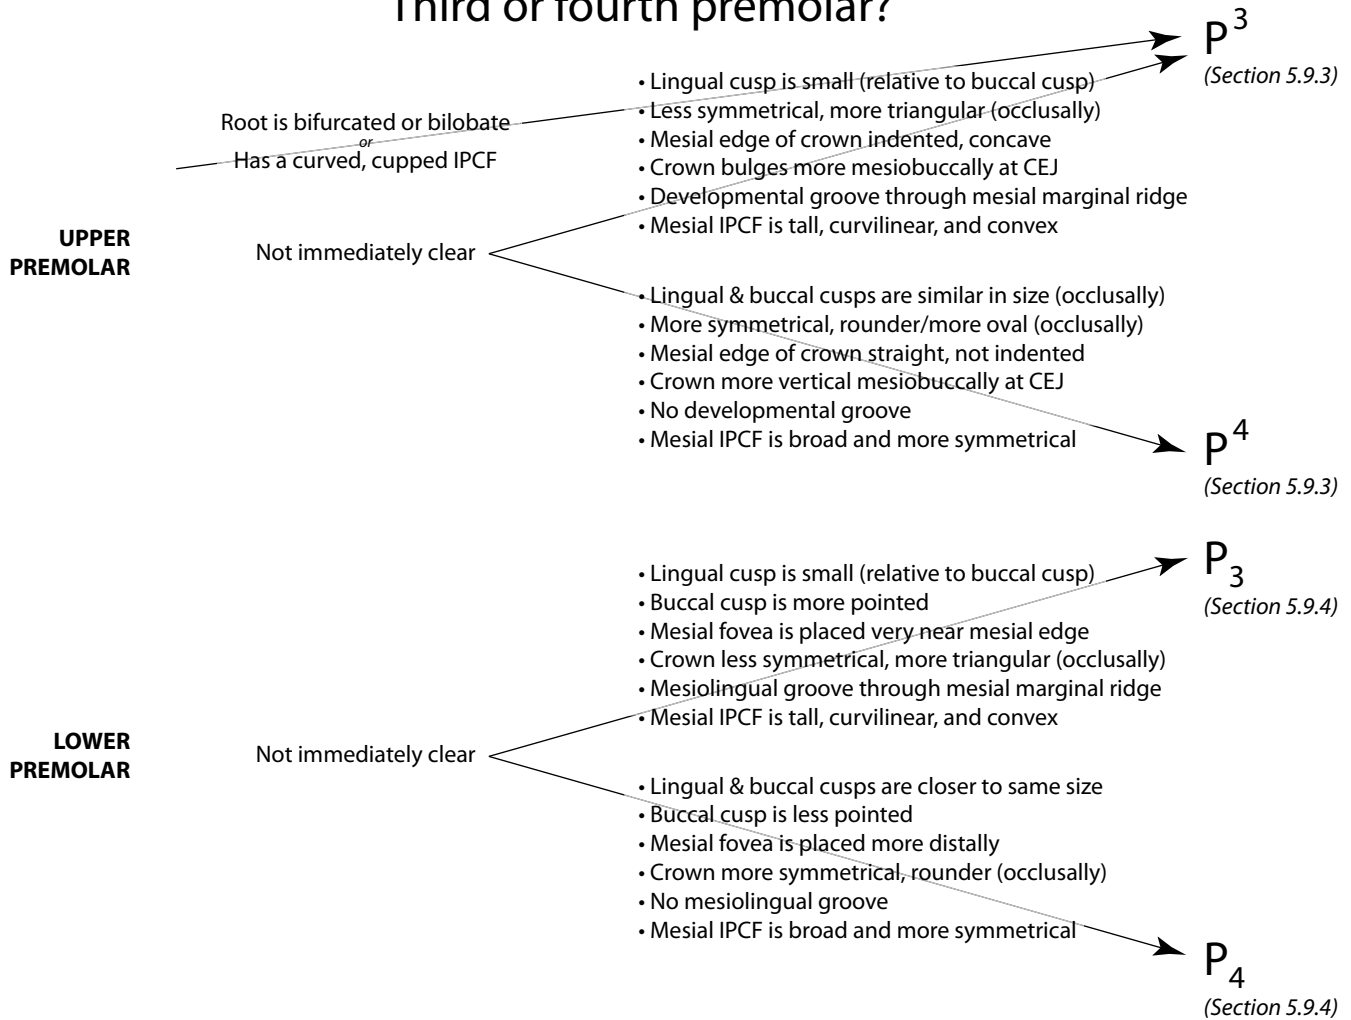 Third or fourth premolar?
P3
(Section 5.9.3)
Root is bifurcated or bilobate
or
Has a curved, cupped IPCF
• Lingual cusp is small (relative to buccal cusp)
• Less symmetrical, more triangular (occlusally)
• Mesial edge of crown indented, concave
• Crown bulges more mesiobuccally at CEJ
• Developmental groove through mesial marginal ridge
• Mesial IPCF is tall, curvilinear, and convex
UPPER
PREMOLAR
Not immediately clear
• Lingual & buccal cusps are similar in size (occlusally)
• More symmetrical, rounder/more oval (occlusally)
• Mesial edge of crown straight, not indented
• Crown more vertical mesiobuccally at CEJ
• No developmental groove
• Mesial IPCF is broad and more symmetrical
P4
(Section 5.9.3)
• Lingual cusp is small (relative to buccal cusp)
• Buccal cusp is more pointed
• Mesial fovea is placed very near mesial edge
• Crown less symmetrical, more triangular (occlusally)
• Mesiolingual groove through mesial marginal ridge
• Mesial IPCF is tall, curvilinear, and convex
P3
(Section 5.9.4)
LOWER
PREMOLAR
Not immediately clear
• Lingual & buccal cusps are closer to same size
• Buccal cusp is less pointed
• Mesial fovea is placed more distally
• Crown more symmetrical, rounder (occlusally)
• No mesiolingual groove
• Mesial IPCF is broad and more symmetrical
P4
(Section 5.9.4)